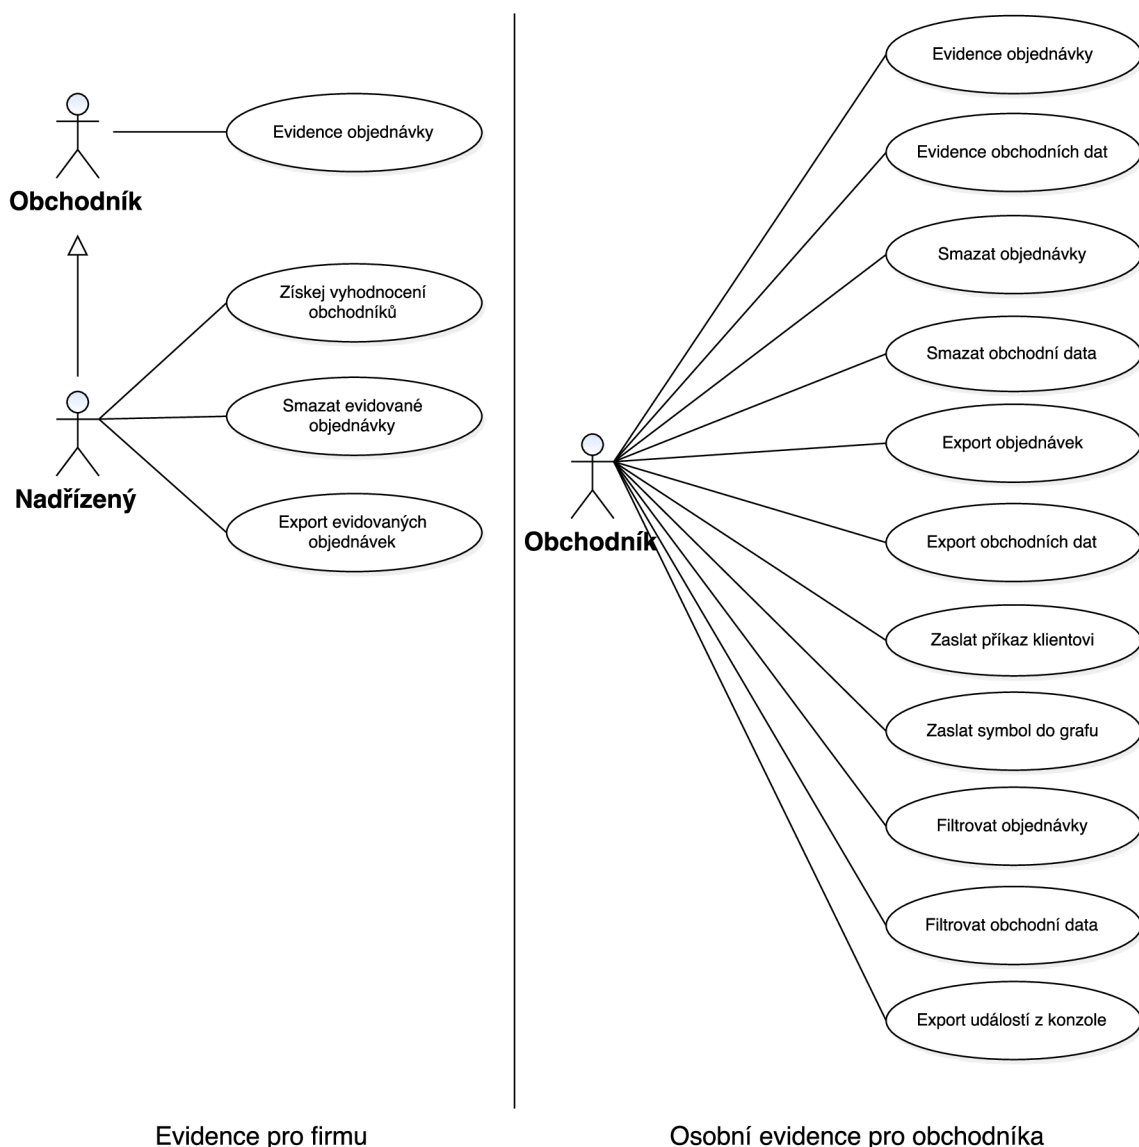 Evidence objednávky
Obchodník
Získej vyhodnocení
obchodníků
Smazat evidované
objednávky
Nadřízený
Export evidovaných
objednávek
Evidence pro firmu
Evidence objednávky
Evidence obchodních dat
Smazat objednávky
Smazat obchodní data
Export objednávek
Obchodník
Export obchodních dat
Zaslat příkaz klientovi
Zaslat symbol do grafu
Filtrovat objednávky
Filtrovat obchodní data
Export událostí z konzole
Osobní evidence pro obchodníka